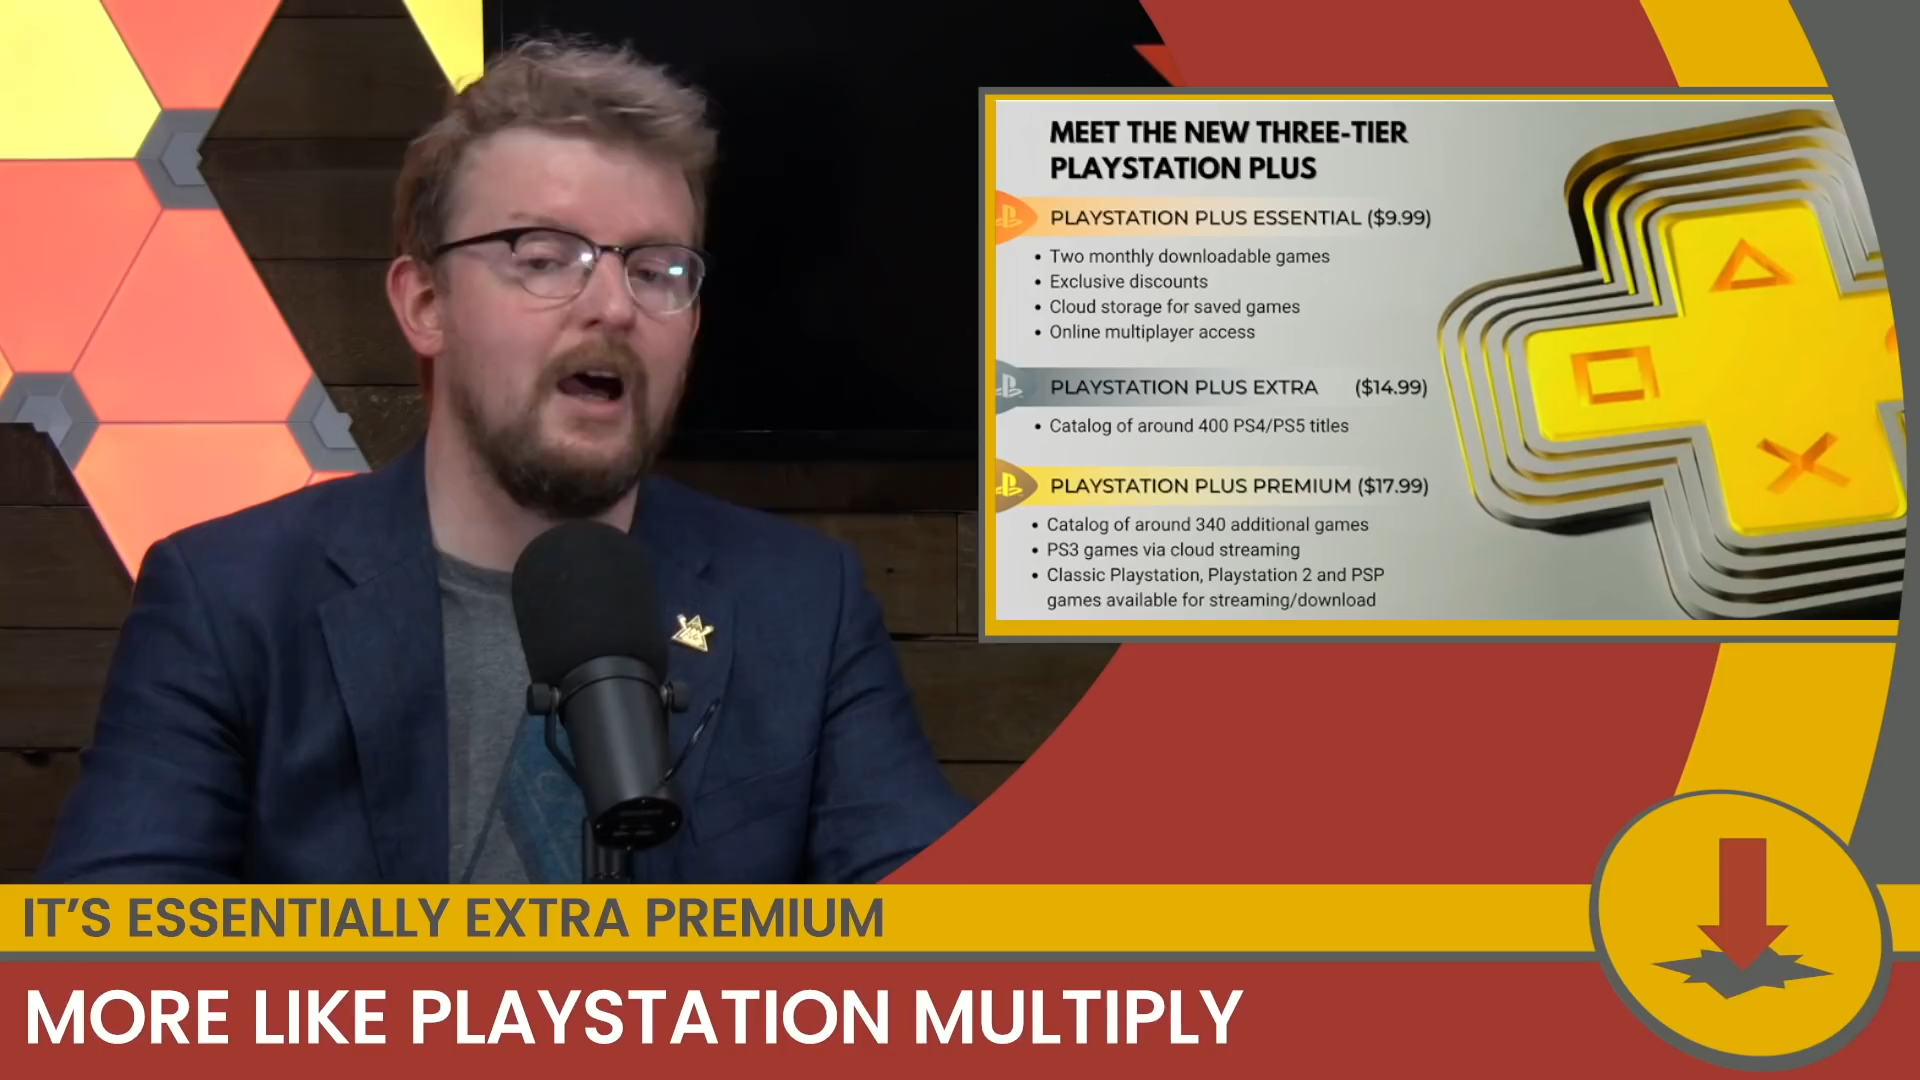 MEET THE NEW THREE-TIER
PLAYSTATION PLUS
PLAYSTATION PLUS ESSENTIAL ($9.99)
• Two monthly downloadable games
• Exclusive discounts
• Cloud storage for saved games
• Online multiplayer access
PLAYSTATION PLUS EXTRA ($14.99)
• Catalog of around 400 PS4/PS5 titles
PLAYSTATION PLUS PREMIUM ($17.99)
• Catalog of around 340 additional games
• PS3 games via cloud streaming
• Classic Playstation, Playstation 2 and PSP
games available for streaming/download
IT'S ESSENTIALLY EXTRA PREMIUM
MORE LIKE PLAYSTATION MULTIPLY